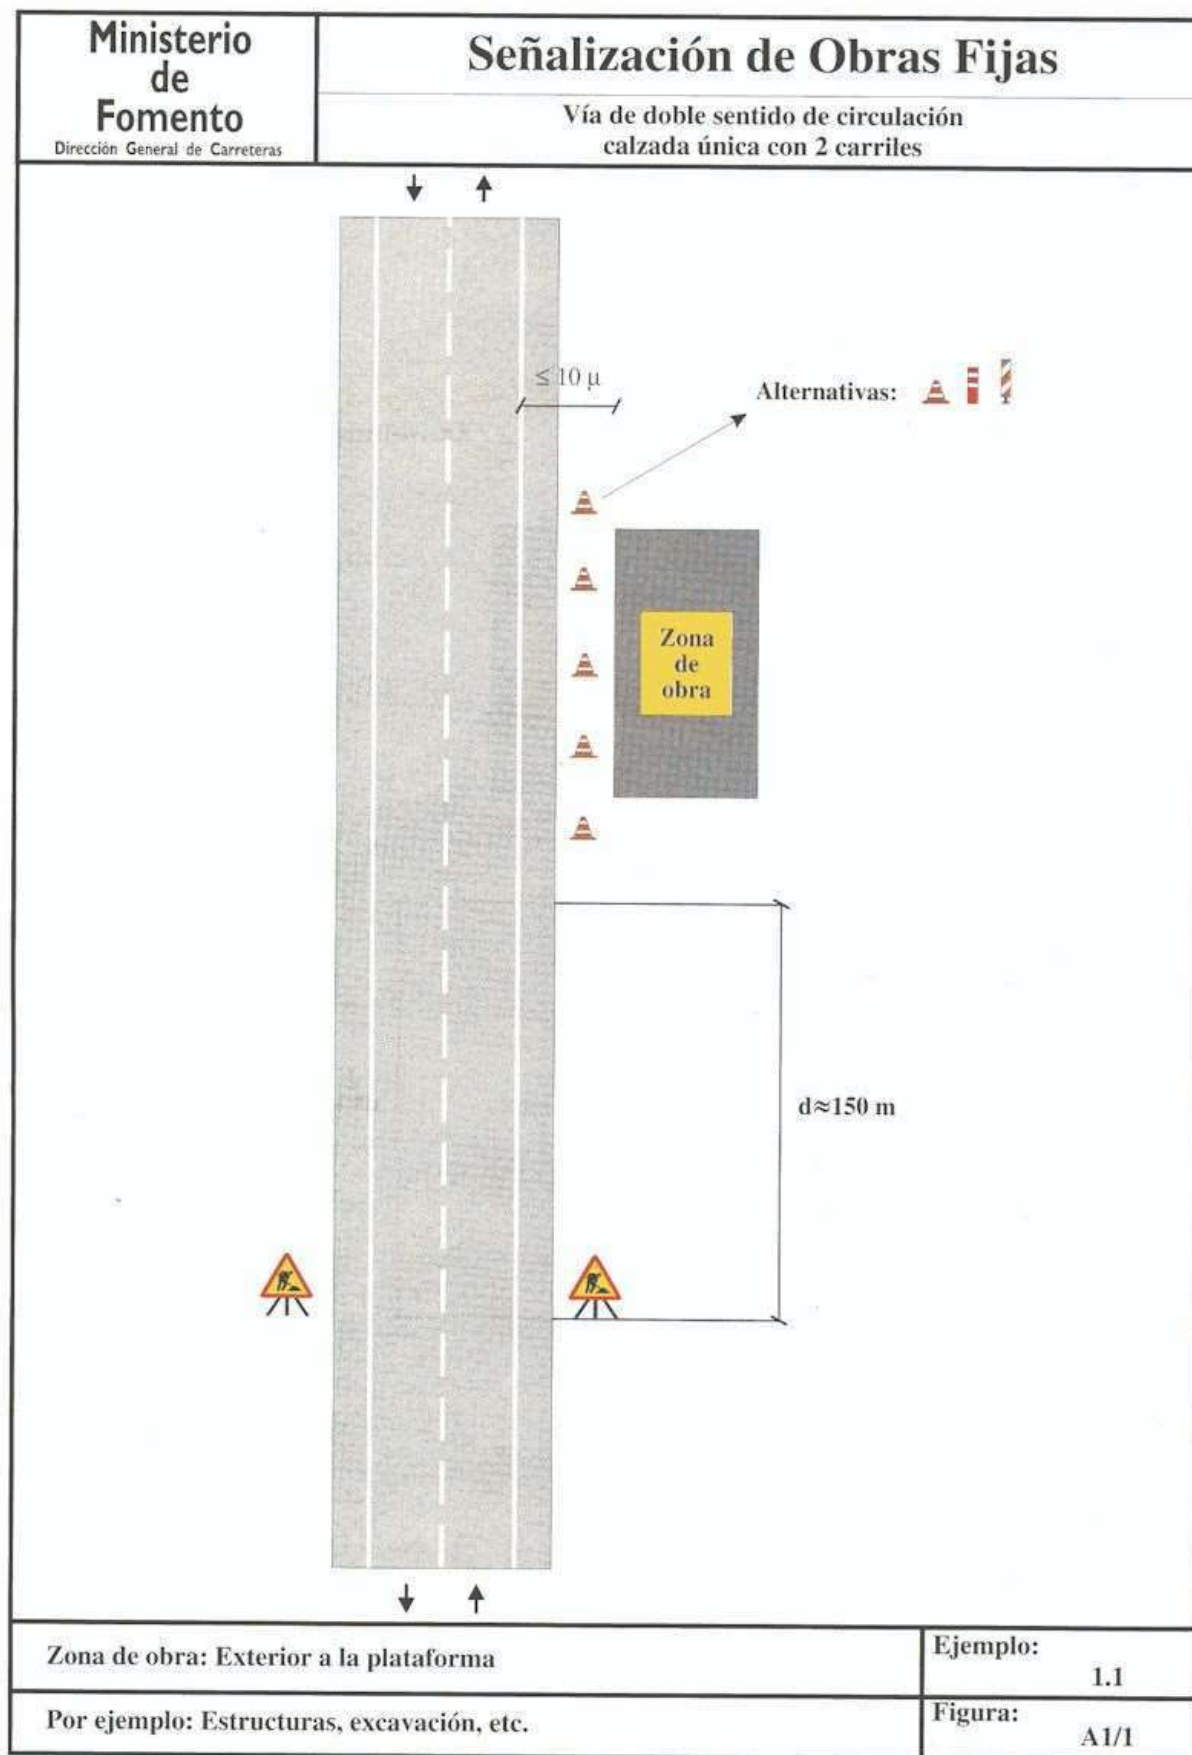 Ministerio
de
Fomento
Dirección General de Carreteras
Señalización de Obras Fijas
Vía de doble sentido de circulación
calzada única con 2 carriles
≤ 10 µ
Alternativas:
Zona
de
obra
d≈150 m
Zona de obra: Exterior a la plataforma
Ejemplo:
1.1
Por ejemplo: Estructuras, excavación, etc.
Figura:
A1/1